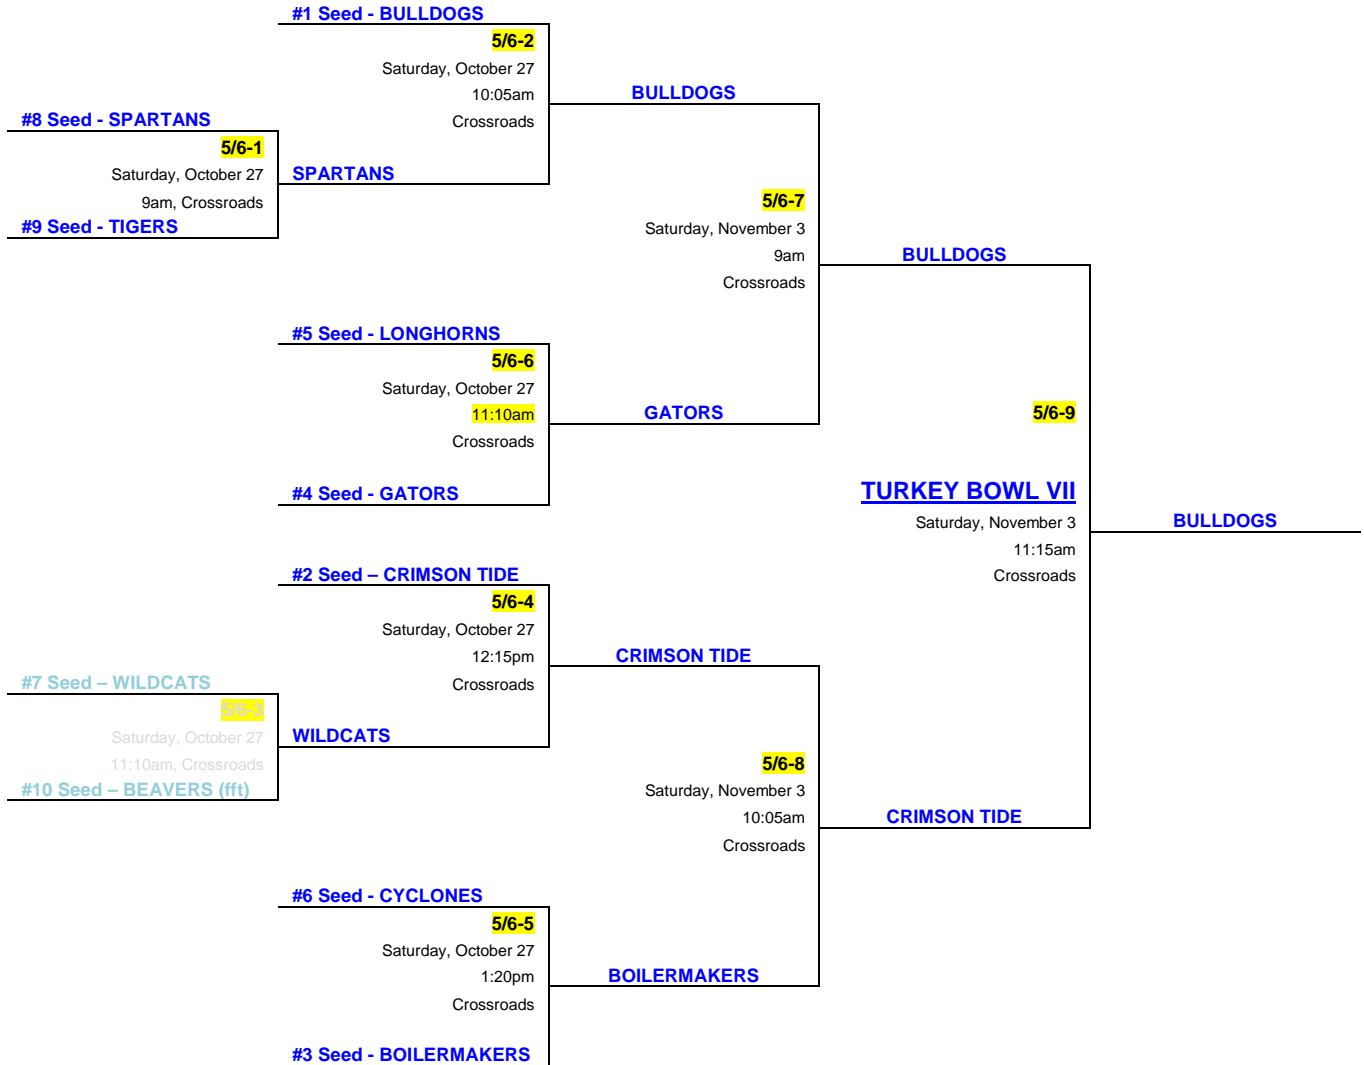 #1 Seed - BULLDOGS
5/6-2
Saturday, October 27
10:05am
Crossroads
BULLDOGS
#8 Seed - SPARTANS
5/6-1
Saturday, October 27
9am, Crossroads
SPARTANS
#9 Seed - TIGERS
5/6-7
Saturday, November 3
9am
Crossroads
BULLDOGS
#5 Seed - LONGHORNS
5/6-6
Saturday, October 27
11:10am
Crossroads
GATORS
#4 Seed - GATORS
5/6-9
TURKEY BOWL VII
Saturday, November 3
11:15am
Crossroads
BULLDOGS
#2 Seed – CRIMSON TIDE
5/6-4
Saturday, October 27
12:15pm
Crossroads
CRIMSON TIDE
#7 Seed – WILDCATS
5/6-3
Saturday, October 27
11:10am, Crossroads
WILDCATS
#10 Seed – BEAVERS (fft)
5/6-8
Saturday, November 3
10:05am
Crossroads
CRIMSON TIDE
#6 Seed - CYCLONES
5/6-5
Saturday, October 27
1:20pm
Crossroads
BOILERMAKERS
#3 Seed - BOILERMAKERS